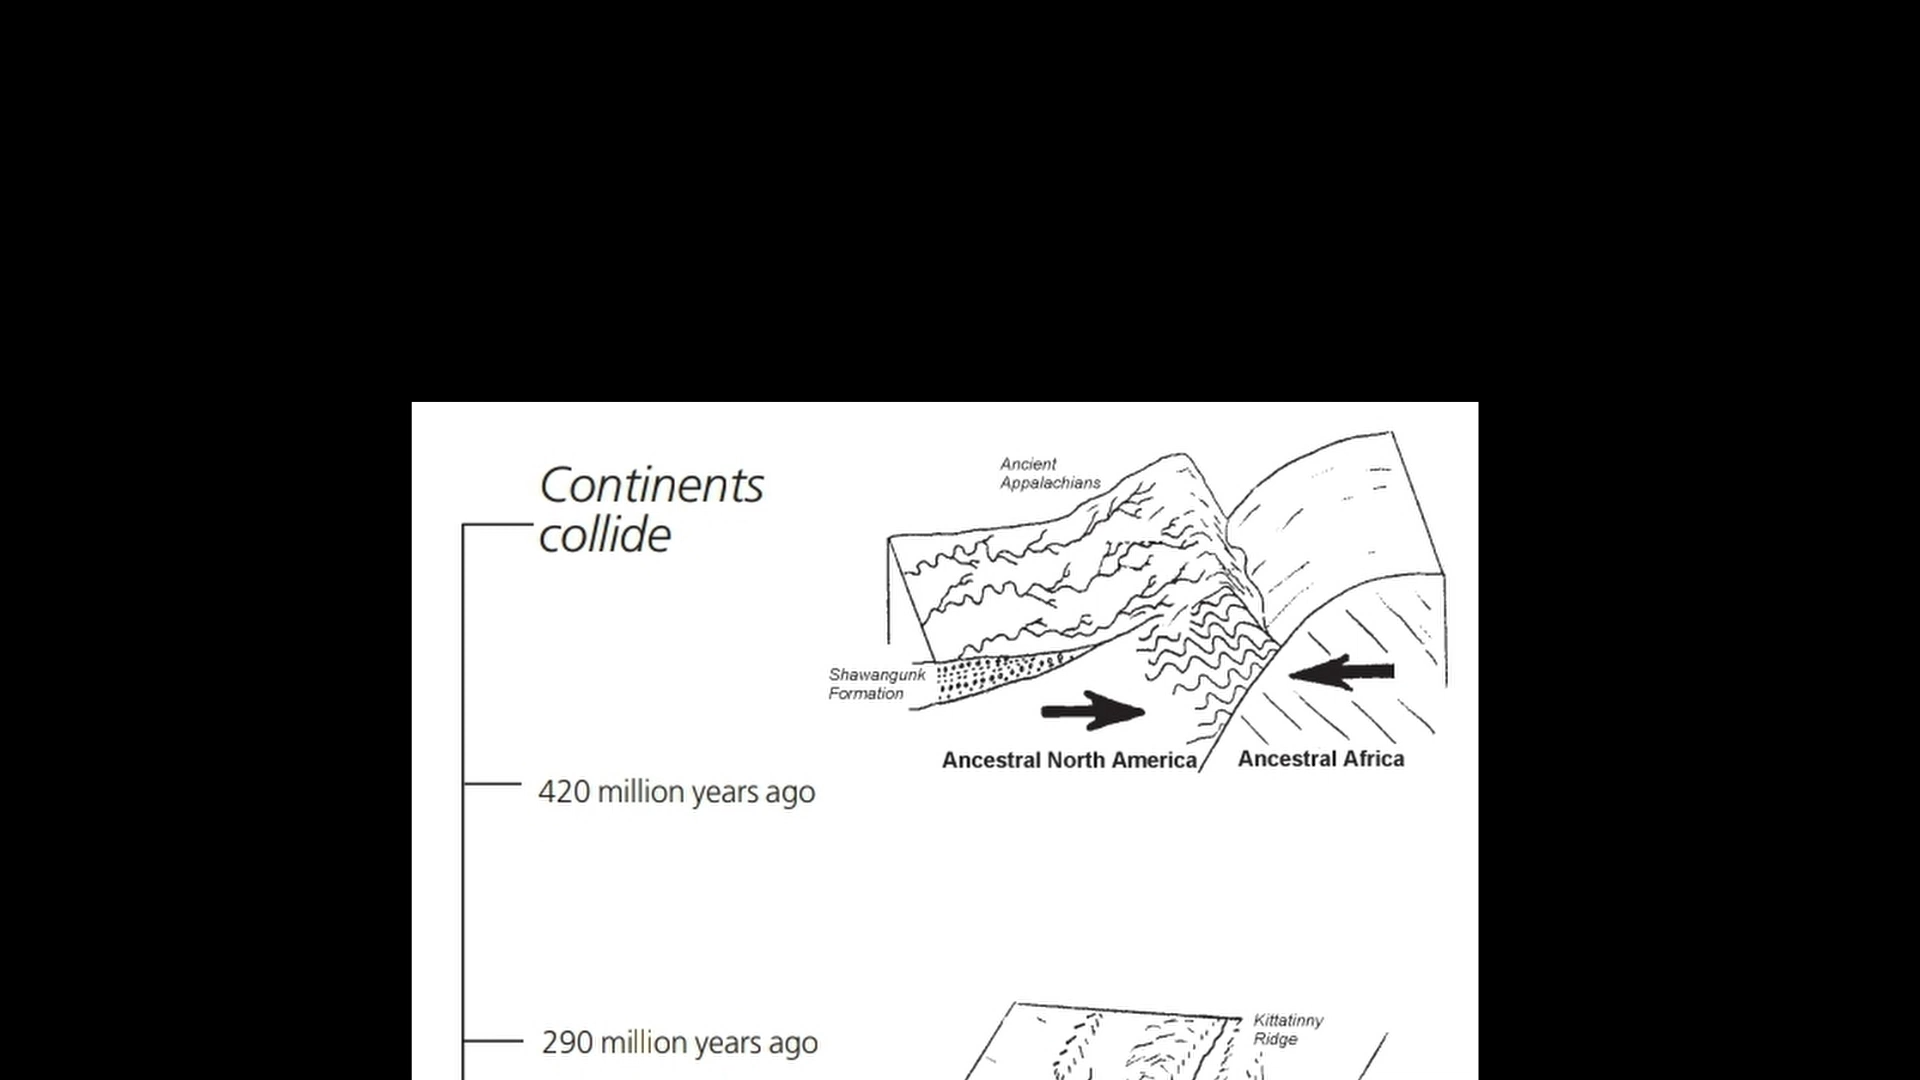 Continents
collide
Ancient
Appalachians
Shawangunk
Formation
Ancestral North America
Ancestral Africa
420 million years ago
290 million years ago
Kittatinny
Ridge